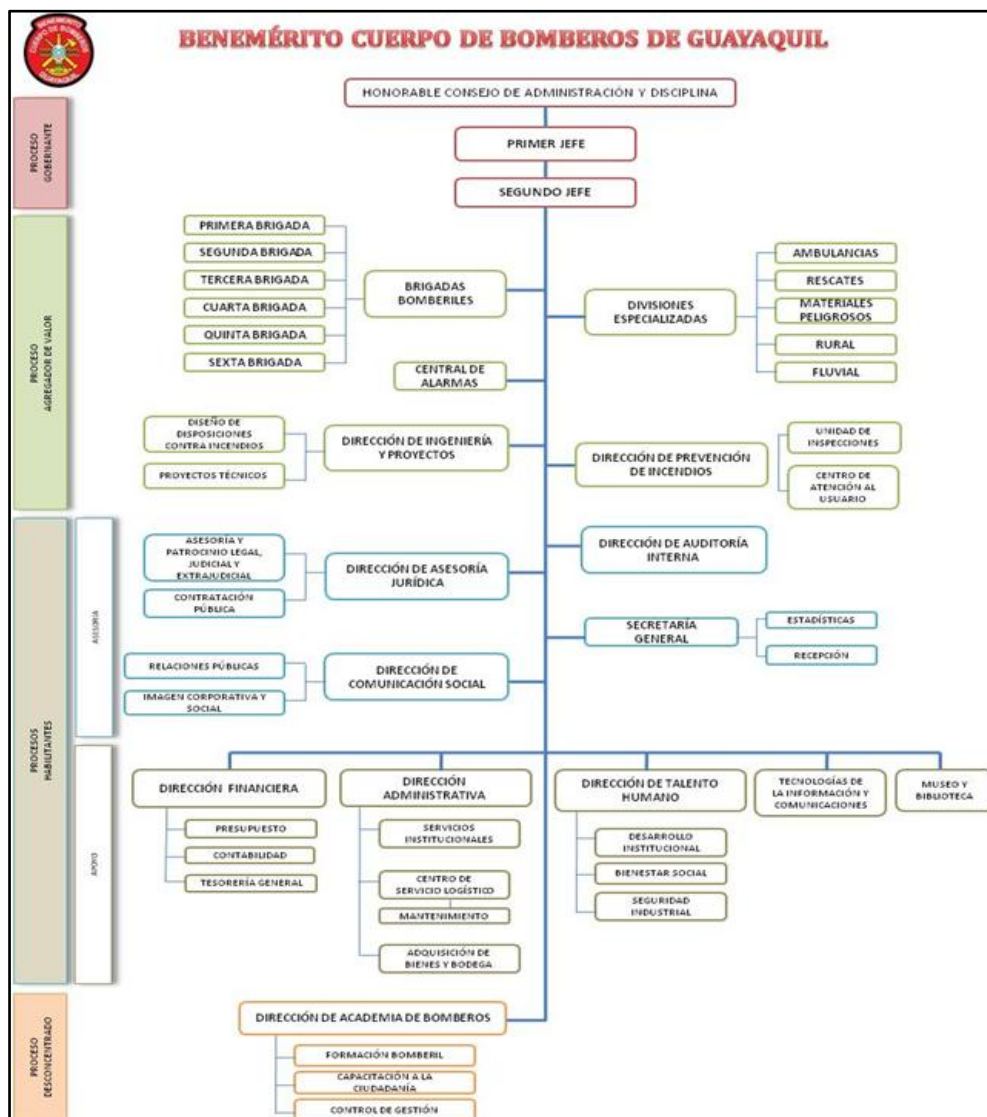 BENEMÉRITO
CUERPO DE BOMBEROS
GUAYAQUIL
BENEMÉRITO CUERPO DE BOMBEROS DE GUAYAQUIL
PROCESO
GOBERNANTE
HONORABLE CONSEJO DE ADMINISTRACIÓN Y DISCIPLINA
PRIMER JEFE
SEGUNDO JEFE
PROCESO
AGREGADOR DE VALOR
PRIMERA BRIGADA
SEGUNDA BRIGADA
TERCERA BRIGADA
CUARTA BRIGADA
QUINTA BRIGADA
SEXTA BRIGADA
BRIGADAS
BOMBERILES
DIVISIONES
ESPECIALIZADAS
AMBULANCIAS
RESCATES
MATERIALES
PELIGROSOS
RURAL
FLUVIAL
CENTRAL DE
ALARMAS
DISEÑO DE
DISPOSICIONES
CONTRA INCENDIOS
PROYECTOS TÉCNICOS
DIRECCIÓN DE INGENIERÍA
Y PROYECTOS
DIRECCIÓN DE PREVENCIÓN
DE INCENDIOS
UNIDAD DE
INSPECCIONES
CENTRO DE
ATENCIÓN AL
USUARIO
PROCESOS
HABILITANTES
ASESORÍA
ASESORÍA Y
PATROCINIO LEGAL,
JUDICIAL Y
EXTRAJUDICIAL
CONTRATACIÓN
PÚBLICA
DIRECCIÓN DE ASESORÍA
JURÍDICA
DIRECCIÓN DE AUDITORÍA
INTERNA
SECRETARÍA
GENERAL
ESTADÍSTICAS
RECEPCIÓN
RELACIONES PÚBLICAS
IMAGEN CORPORATIVA Y
SOCIAL
DIRECCIÓN DE
COMUNICACIÓN SOCIAL
APOYO
DIRECCIÓN FINANCIERA
PRESUPUESTO
CONTABILIDAD
TESORERÍA GENERAL
DIRECCIÓN
ADMINISTRATIVA
SERVICIOS
INSTITUCIONALES
CENTRO DE
SERVICIO LOGÍSTICO
MANTENIMIENTO
ADQUISICIÓN DE
BIENES Y BODEGA
DIRECCIÓN DE TALENTO
HUMANO
DESARROLLO
INSTITUCIONAL
BIENESTAR SOCIAL
SEGURIDAD
INDUSTRIAL
TECNOLOGÍAS DE
LA INFORMACIÓN Y
COMUNICACIONES
MUSEO Y
BIBLIOTECA
PROCESO
DESCONCENTRADO
DIRECCIÓN DE ACADEMIA DE BOMBEROS
FORMACIÓN BOMBERIL
CAPACITACIÓN A LA
CIUDADANÍA
CONTROL DE GESTIÓN